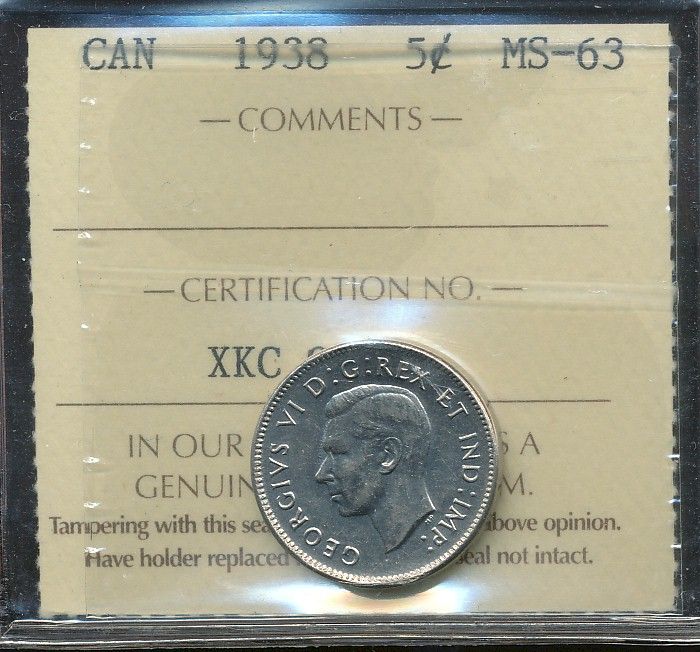 CAN 1938 5¢ MS-63
— COMMENTS —
— CERTIFICATION NO. —
XKC
IN OUR S A
GENUIN M.
Tampering with this sea above opinion.
Have holder replaced seal not intact.
GEORGIVS VI D:G:REX ET IND:IMP: